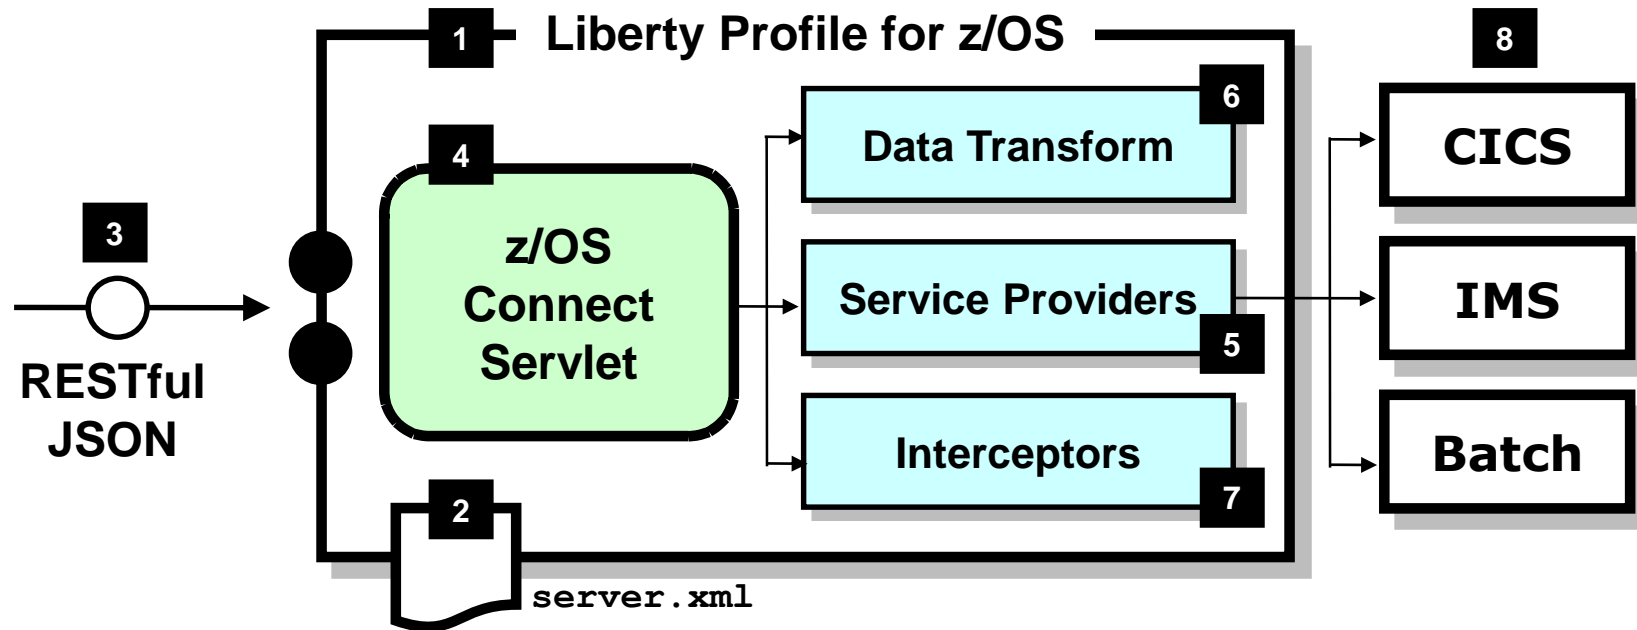 1
Liberty Profile for z/OS
8
6
Data Transform
CICS
4
z/OS
Connect
Servlet
3
RESTful
JSON
Service Providers
5
IMS
Interceptors
7
Batch
2
server.xml